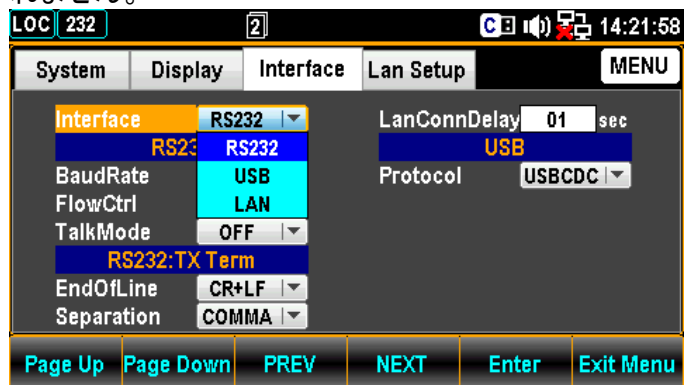 LOC 232 2 C 14:21:58
System Display Interface Lan Setup MENU
Interface RS232 LanConnDelay 01 sec
RS23 RS232 USB
BaudRate USB Protocol USBCDC
FlowCtrl LAN
TalkMode OFF
RS232:TX Term
EndOfLine CR+LF
Separation COMMA
Page Up Page Down PREV NEXT Enter Exit Menu